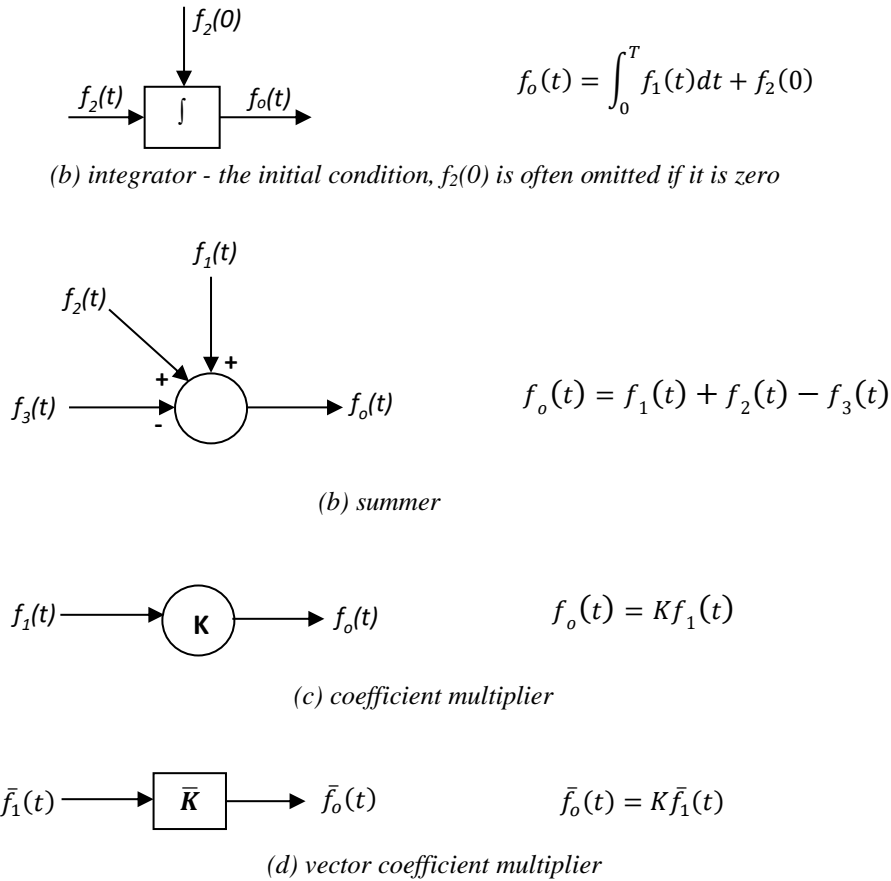 f₂(0)
f₂(t) ∫ fₒ(t)
fₒ(t) = ∫₀ᵀ f₁(t)dt + f₂(0)
(b) integrator - the initial condition, f₂(0) is often omitted if it is zero
f₁(t)
f₂(t)
+
+
f₃(t) - fₒ(t)
fₒ(t) = f₁(t) + f₂(t) − f₃(t)
(b) summer
f₁(t) K fₒ(t)
fₒ(t) = Kf₁(t)
(c) coefficient multiplier
f̄₁(t) K̄ f̄ₒ(t)
f̄ₒ(t) = Kf̄₁(t)
(d) vector coefficient multiplier